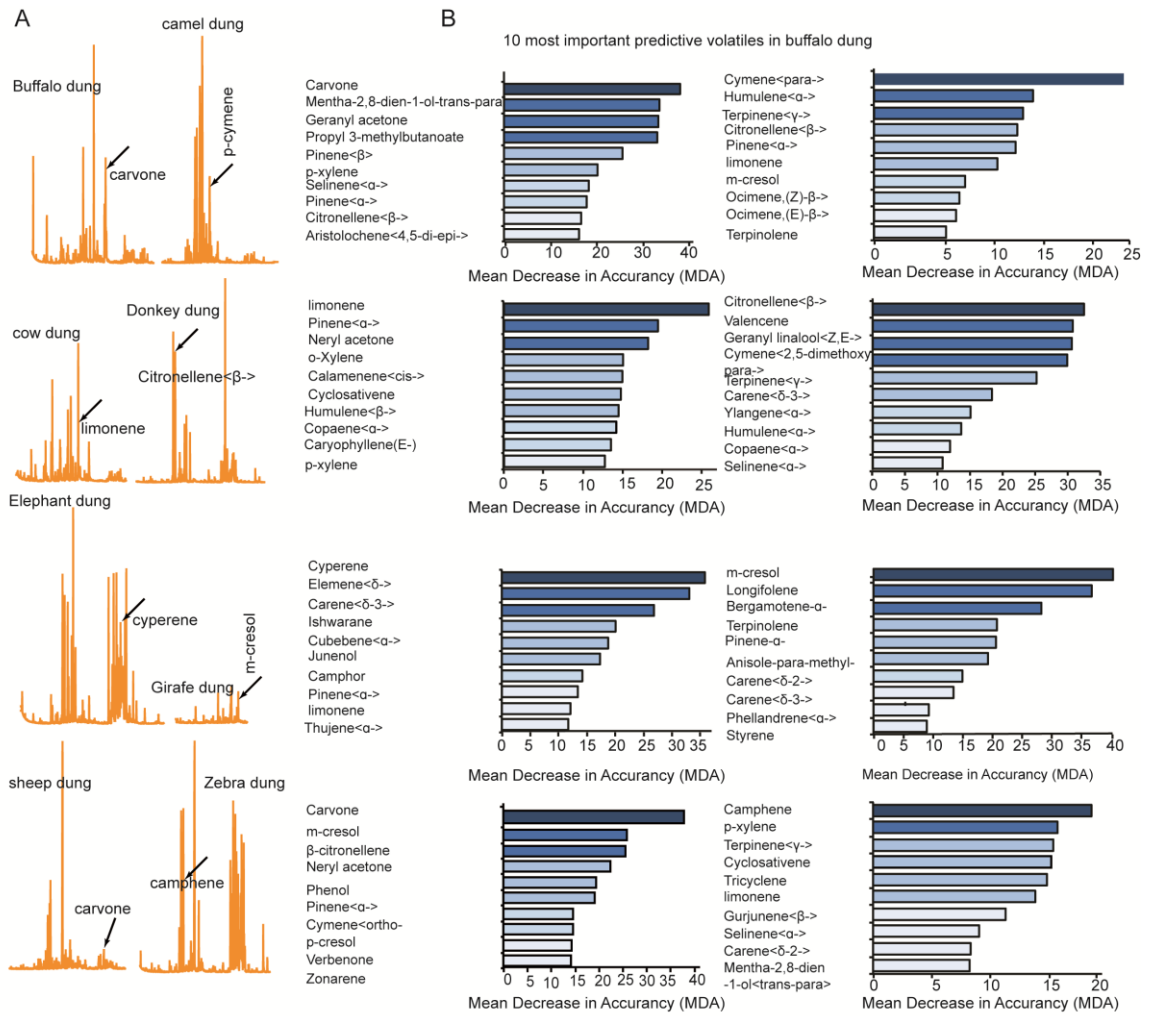 A
B
camel dung
10 most important predictive volatiles in buffalo dung
Buffalo dung
p-cymene
carvone
Carvone
Mentha-2,8-dien-1-ol-trans-para
Geranyl acetone
Propyl 3-methylbutanoate
Pinene<β>
p-xylene
Selinene<α->
Pinene<α->
Citronellene<β->
Aristolochene<4,5-di-epi->
0 10 20 30 40
Mean Decrease in Accurancy (MDA)
Cymene<para->
Humulene<α->
Terpinene<γ->
Citronellene<β->
Pinene<α->
limonene
m-cresol
Ocimene,(Z)-β->
Ocimene,(E)-β->
Terpinolene
0 5 10 15 20 25
Mean Decrease in Accurancy (MDA)
Donkey dung
cow dung
Citronellene<β->
limonene
limonene
Pinene<α->
Neryl acetone
o-Xylene
Calamenene<cis->
Cyclosativene
Humulene<β->
Copaene<α->
Caryophyllene(E-)
p-xylene
0 5 10 15 20 25
Mean Decrease in Accurancy (MDA)
Citronellene<β->
Valencene
Geranyl linalool<Z,E->
Cymene<2,5-dimethoxy
para->
Terpinene<γ->
Carene<δ-3->
Ylangene<α->
Humulene<α->
Copaene<α->
Selinene<α->
0 5 10 15 20 25 30 35
Mean Decrease in Accurancy (MDA)
Elephant dung
cyperene
m-cresol
Girafe dung
Cyperene
Elemene<δ->
Carene<δ-3->
Ishwarane
Cubebene<α->
Junenol
Camphor
Pinene<α->
limonene
Thujene<α->
0 5 10 15 20 25 30 35
Mean Decrease in Accurancy (MDA)
m-cresol
Longifolene
Bergamotene-α-
Terpinolene
Pinene-α-
Anisole-para-methyl-
Carene<δ-2->
Carene<δ-3->
Phellandrene<α->
Styrene
0 5 10 15 20 25 30 35 40
Mean Decrease in Accurancy (MDA)
sheep dung
Zebra dung
camphene
carvone
Carvone
m-cresol
β-citronellene
Neryl acetone
Phenol
Pinene<α->
Cymene<ortho-
p-cresol
Verbenone
Zonarene
0 5 10 15 20 25 30 35 40
Mean Decrease in Accurancy (MDA)
Camphene
p-xylene
Terpinene<γ->
Cyclosativene
Tricyclene
limonene
Gurjunene<β->
Selinene<α->
Carene<δ-2->
Mentha-2,8-dien
-1-ol<trans-para>
0 5 10 15 20
Mean Decrease in Accurancy (MDA)